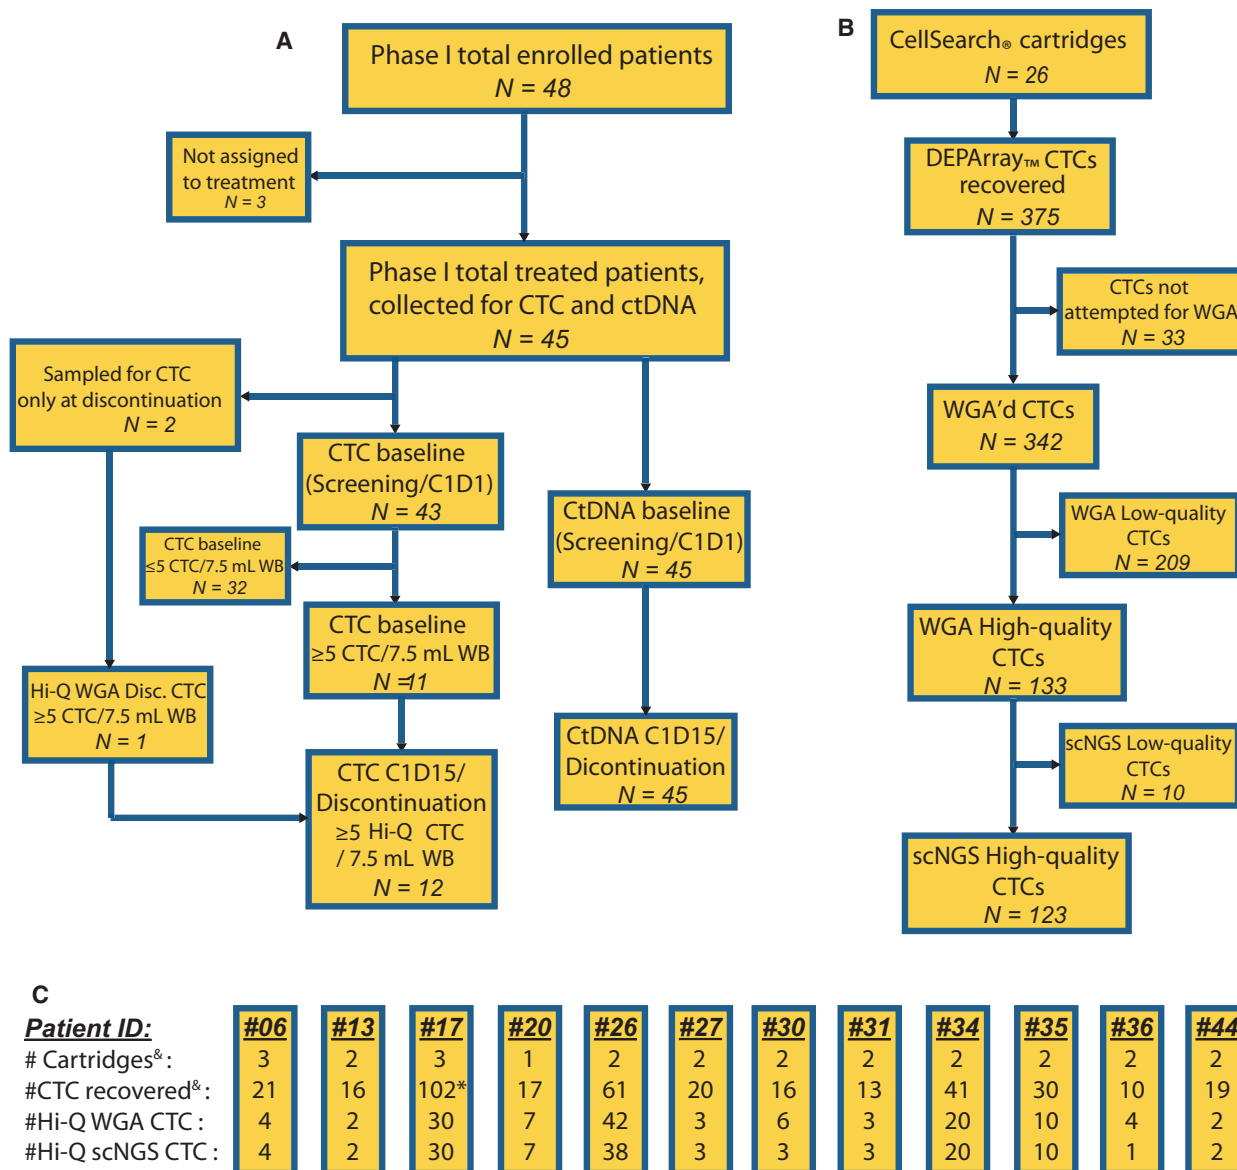 A
Phase I total enrolled patients
N = 48
Not assigned
to treatment
N = 3
Phase I total treated patients,
collected for CTC and ctDNA
N = 45
Sampled for CTC
only at discontinuation
N = 2
CTC baseline
(Screening/C1D1)
N = 43
CtDNA baseline
(Screening/C1D1)
N = 45
CTC baseline
≤5 CTC/7.5 mL WB
N = 32
CTC baseline
≥5 CTC/7.5 mL WB
N =11
Hi-Q WGA Disc. CTC
≥5 CTC/7.5 mL WB
N = 1
CTC C1D15/
Discontinuation
≥5 Hi-Q CTC
/ 7.5 mL WB
N = 12
CtDNA C1D15/
Dicontinuation
N = 45
B
CellSearch® cartridges
N = 26
DEPArray™ CTCs
recovered
N = 375
CTCs not
attempted for WGA
N = 33
WGA'd CTCs
N = 342
WGA Low-quality
CTCs
N = 209
WGA High-quality
CTCs
N = 133
scNGS Low-quality
CTCs
N = 10
scNGS High-quality
CTCs
N = 123
C
Patient ID: #06 #13 #17 #20 #26 #27 #30 #31 #34 #35 #36 #44
# Cartridges&: 3 2 3 1 2 2 2 2 2 2 2 2
#CTC recovered&: 21 16 102* 17 61 20 16 13 41 30 10 19
#Hi-Q WGA CTC : 4 2 30 7 42 3 6 3 20 10 4 2
#Hi-Q scNGS CTC : 4 2 30 7 38 3 3 3 20 10 1 2